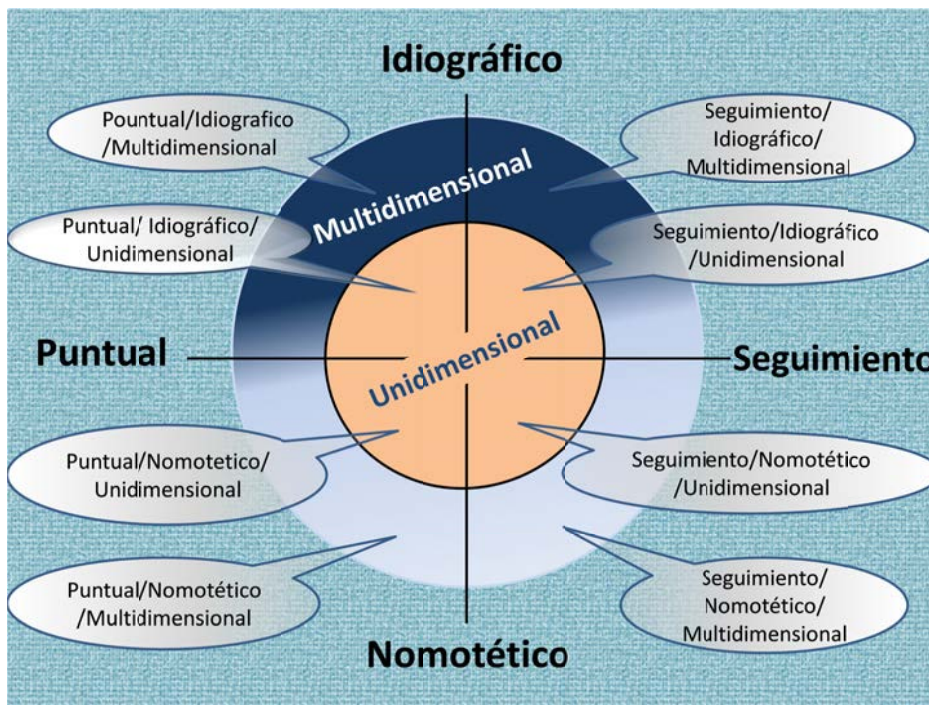 Idiográfico
Pountual/Idiografico
/Multidimensional
Seguimiento/
Idiográfico/
Multidimensional
Multidimensional
Puntual/ Idiográfico/
Unidimensional
Seguimiento/Idiográfico
/Unidimensional
Puntual
Unidimensional
Seguimiento
Puntual/Nomotetico/
Unidimensional
Seguimiento/Nomotético
/Unidimensional
Puntual/Nomotético
/Multidimensional
Seguimiento/
Nomotético/
Multidimensional
Nomotético